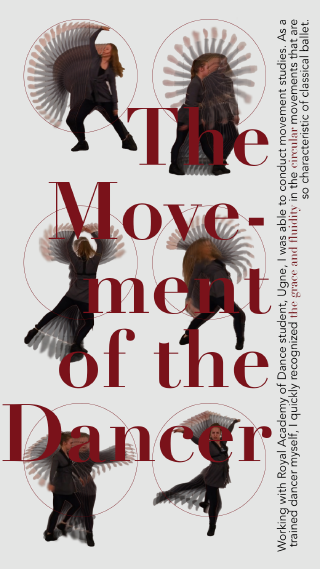 The
Move-
ment
of the
Dancer
Working with Royal Academy of Dance student, Ugne, I was able to conduct movement studies. As a
trained dancer myself, I quickly recognized the grace and fluidity in the circular movements that are
so characteristic of classical ballet.